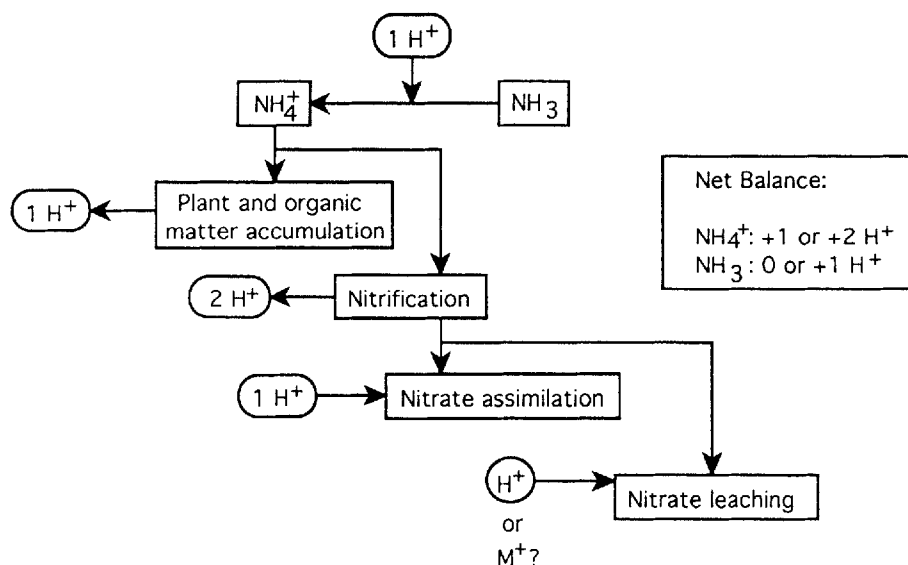 1 H⁺
NH₄⁺
NH₃
1 H⁺
Plant and organic
matter accumulation
Net Balance:
NH₄⁺: +1 or +2 H⁺
NH₃: 0 or +1 H⁺
2 H⁺
Nitrification
1 H⁺
Nitrate assimilation
H⁺
or
M⁺?
Nitrate leaching